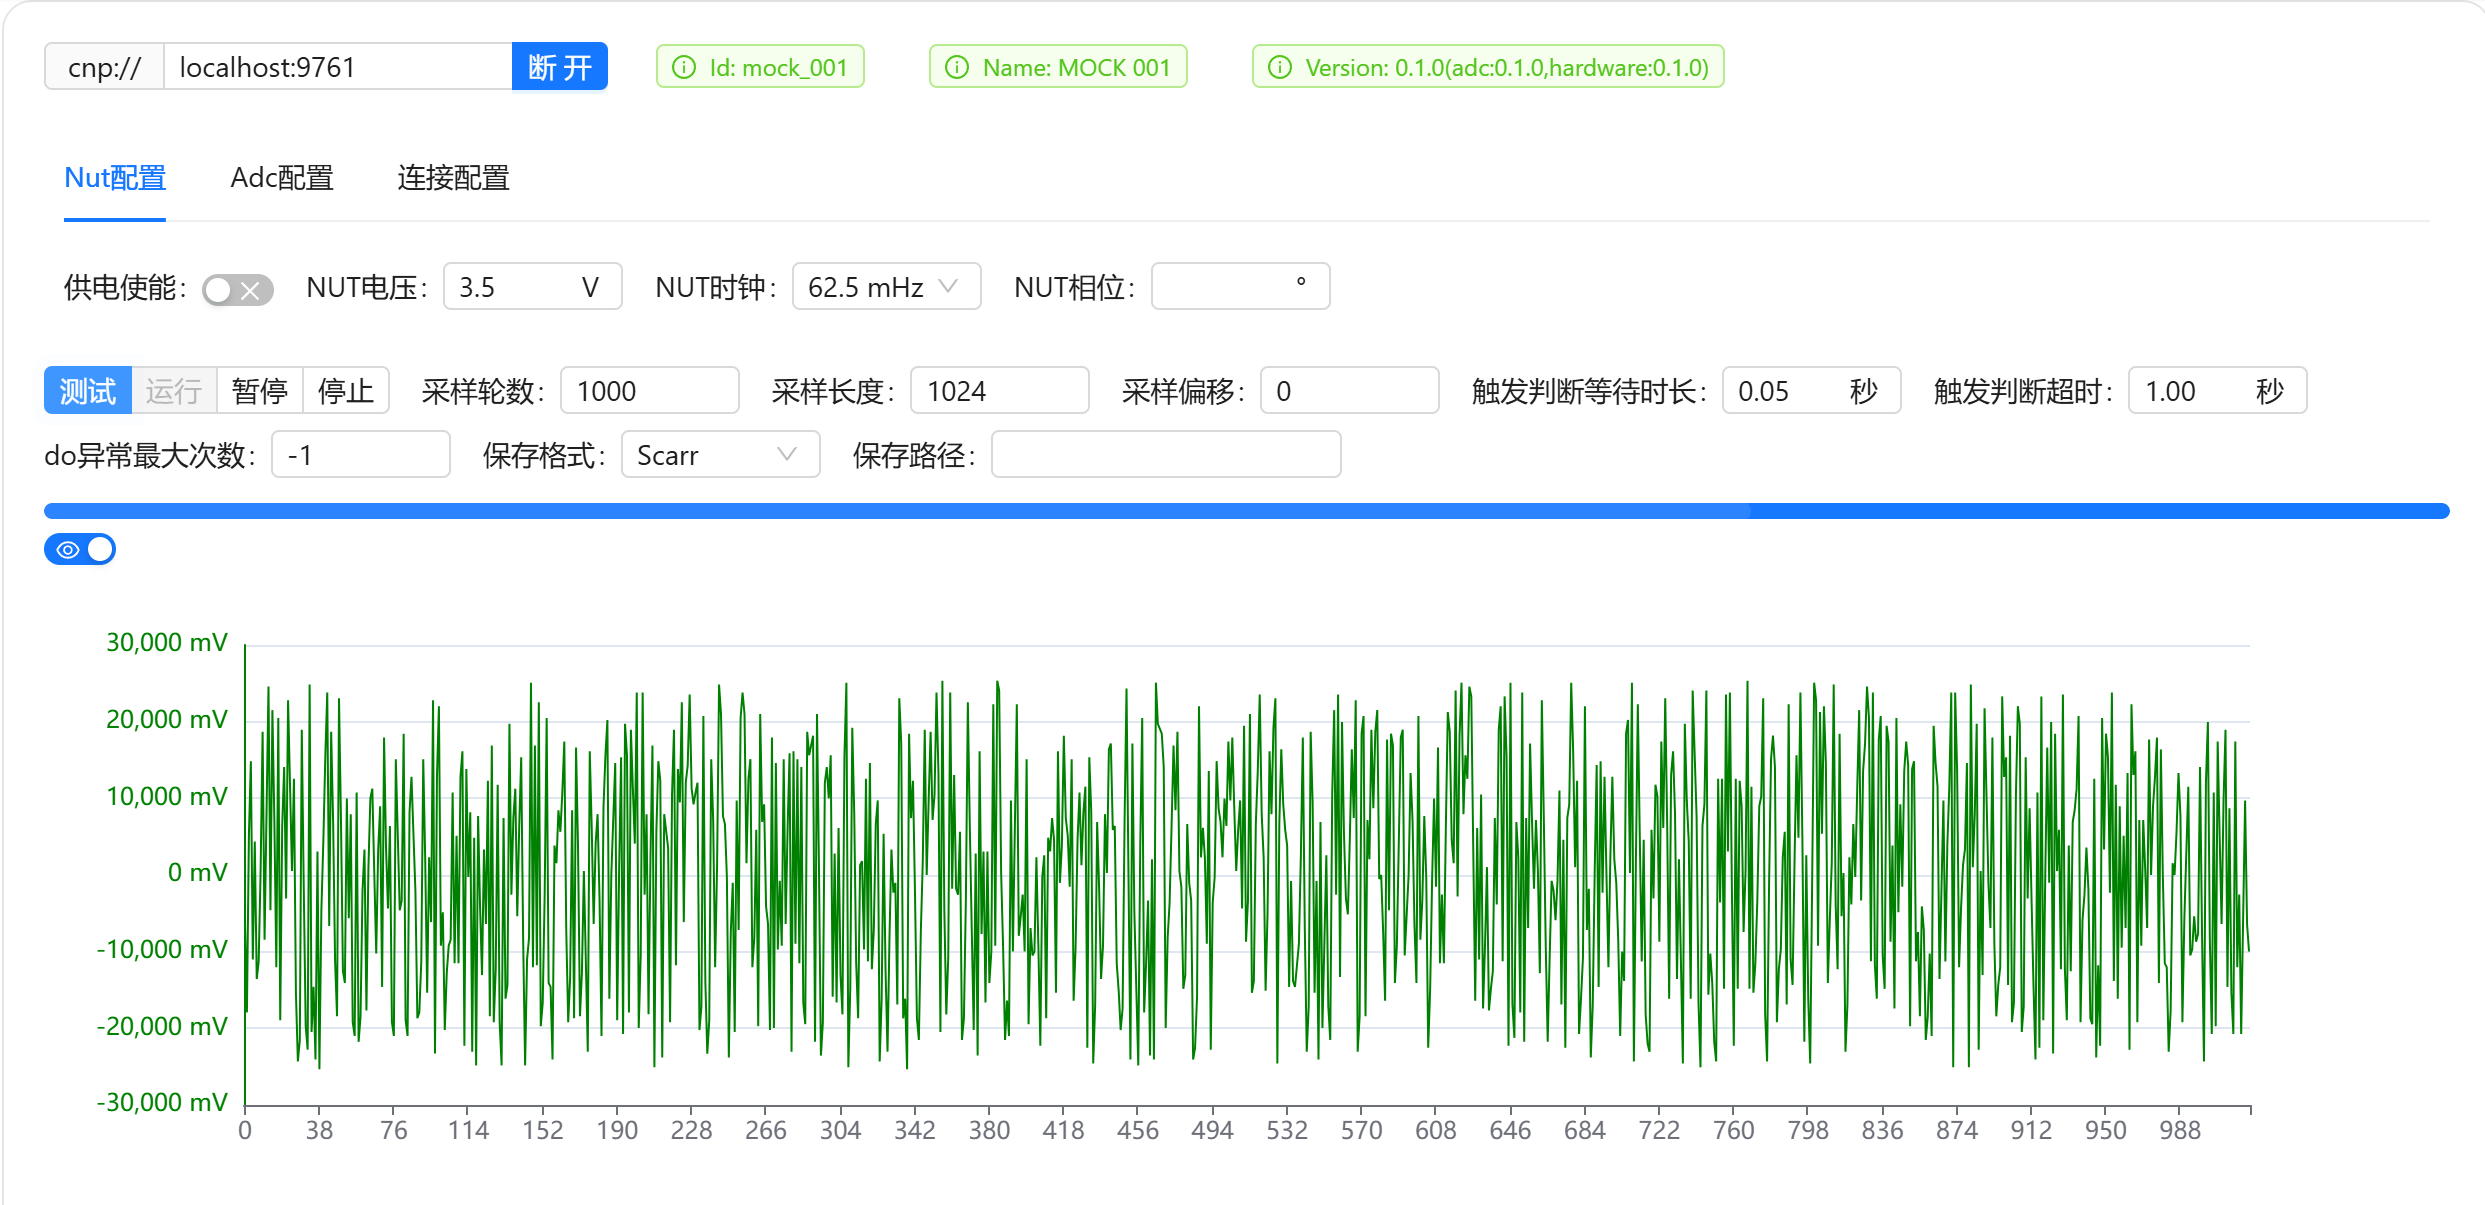 cnp:// localhost:9761 断 开 Id: mock_001 Name: MOCK 001 Version: 0.1.0(adc:0.1.0,hardware:0.1.0)
Nut配置 Adc配置 连接配置
供电使能: NUT电压: 3.5 V NUT时钟: 62.5 mHz NUT相位: °
测试 运行 暂停 停止 采样轮数: 1000 采样长度: 1024 采样偏移: 0 触发判断等待时长: 0.05 秒 触发判断超时: 1.00 秒
do异常最大次数: -1 保存格式: Scarr 保存路径:
30,000 mV
20,000 mV
10,000 mV
0 mV
-10,000 mV
-20,000 mV
-30,000 mV
0 38 76 114 152 190 228 266 304 342 380 418 456 494 532 570 608 646 684 722 760 798 836 874 912 950 988